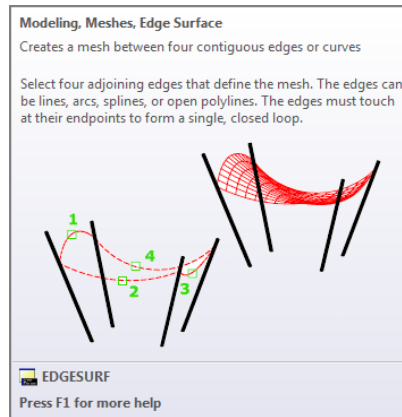 Modeling, Meshes, Edge Surface
Creates a mesh between four contiguous edges or curves
Select four adjoining edges that define the mesh. The edges can
be lines, arcs, splines, or open polylines. The edges must touch
at their endpoints to form a single, closed loop.
1
4
2
3
EDGESURF
Press F1 for more help